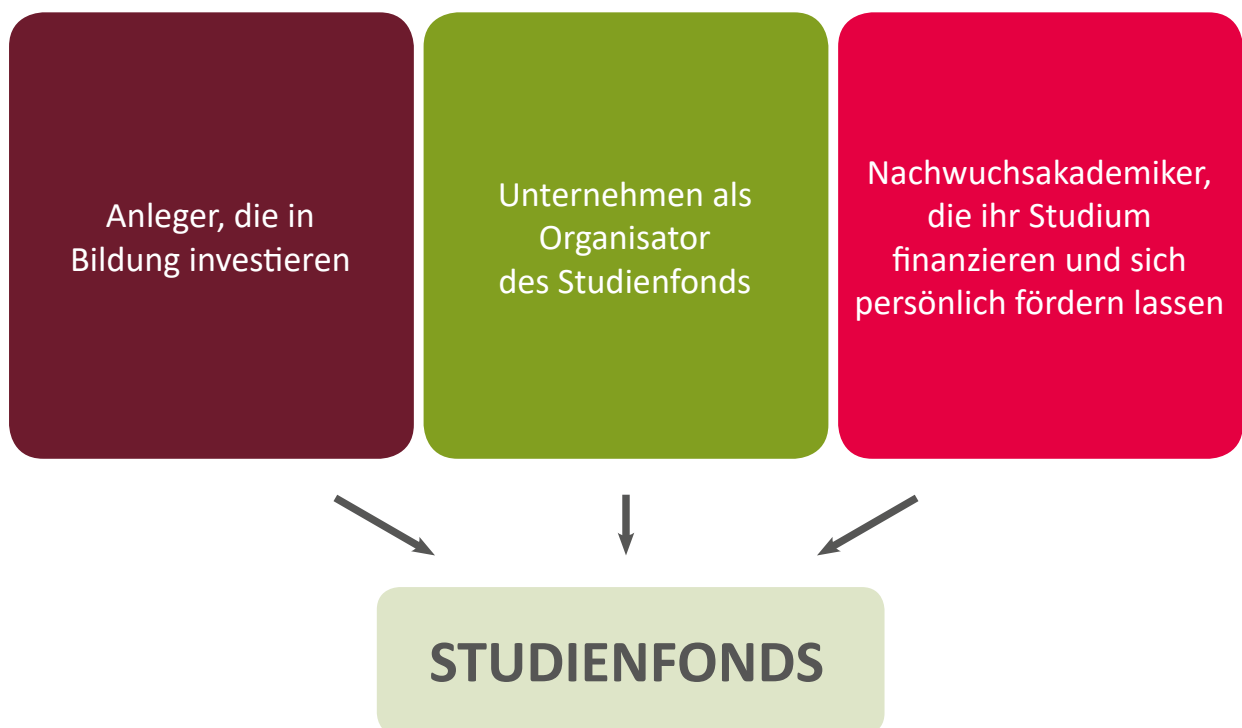 Anleger, die in
Bildung investieren
Unternehmen als
Organisator
des Studienfonds
Nachwuchsakademiker,
die ihr Studium
finanzieren und sich
persönlich fördern lassen
STUDIENFONDS